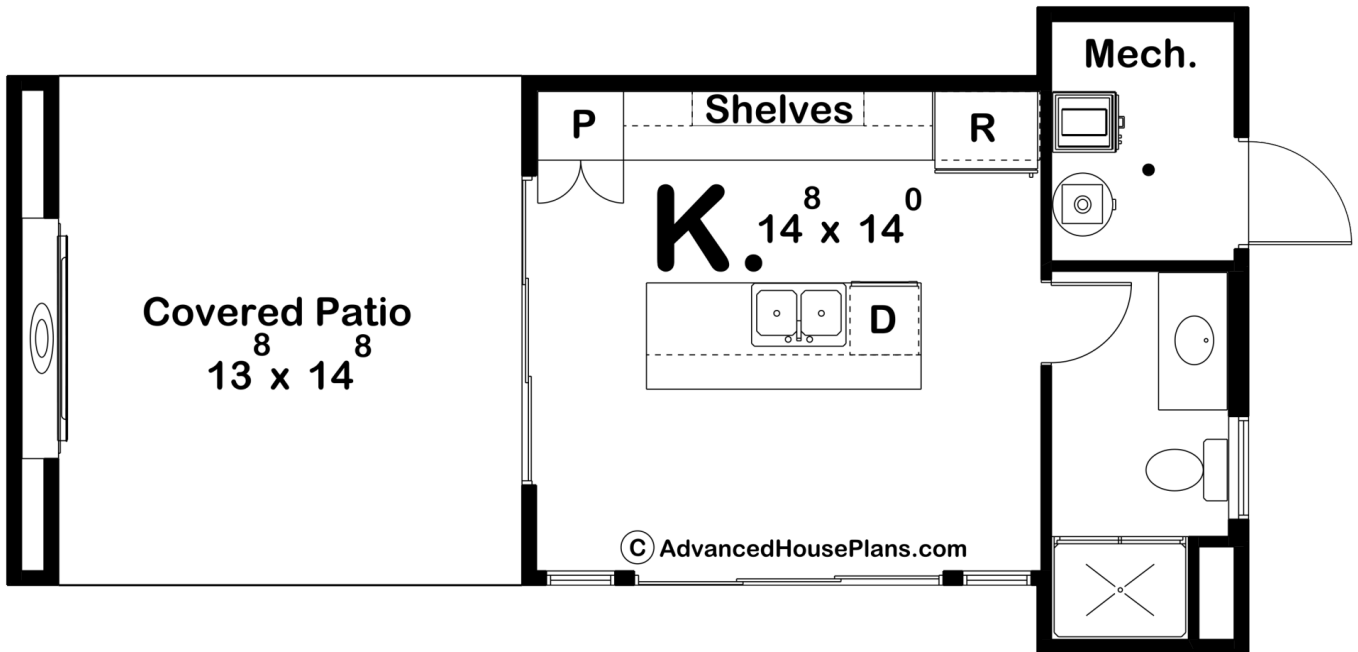 Mech.
P
Shelves
R
K. 14⁸ x 14⁰
Covered Patio
13⁸ x 14⁸
D
© AdvancedHousePlans.com